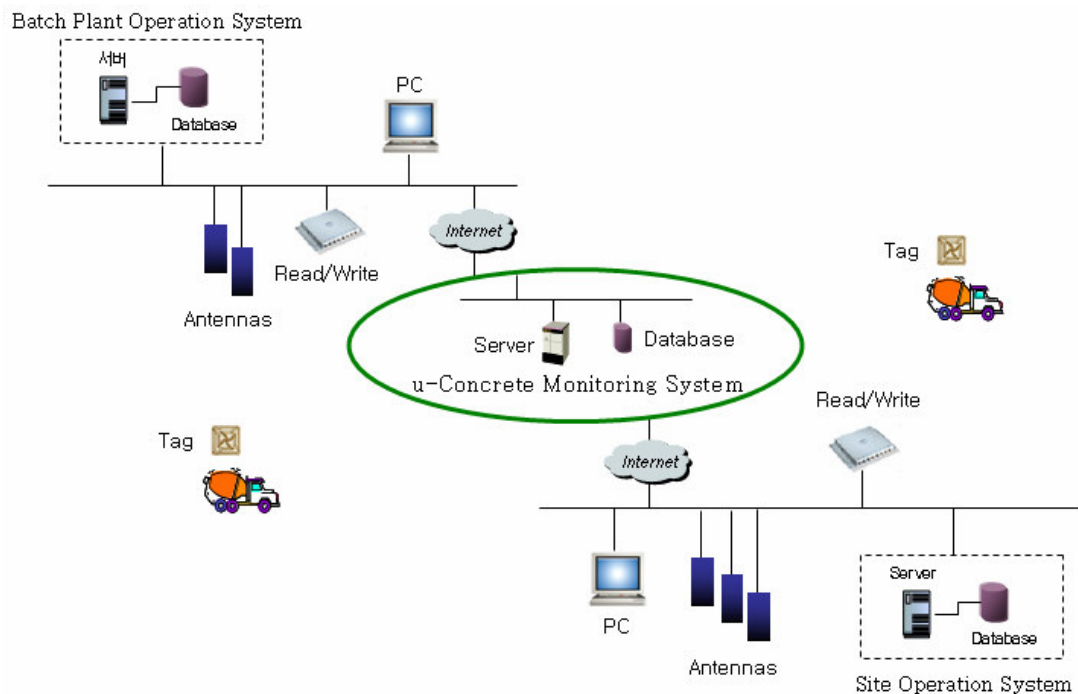 Batch Plant Operation System
서버
Database
PC
Internet
Read/Write
Antennas
Tag
Server
Database
u-Concrete Monitoring System
Read/Write
Tag
Internet
PC
Antennas
Server
Database
Site Operation System